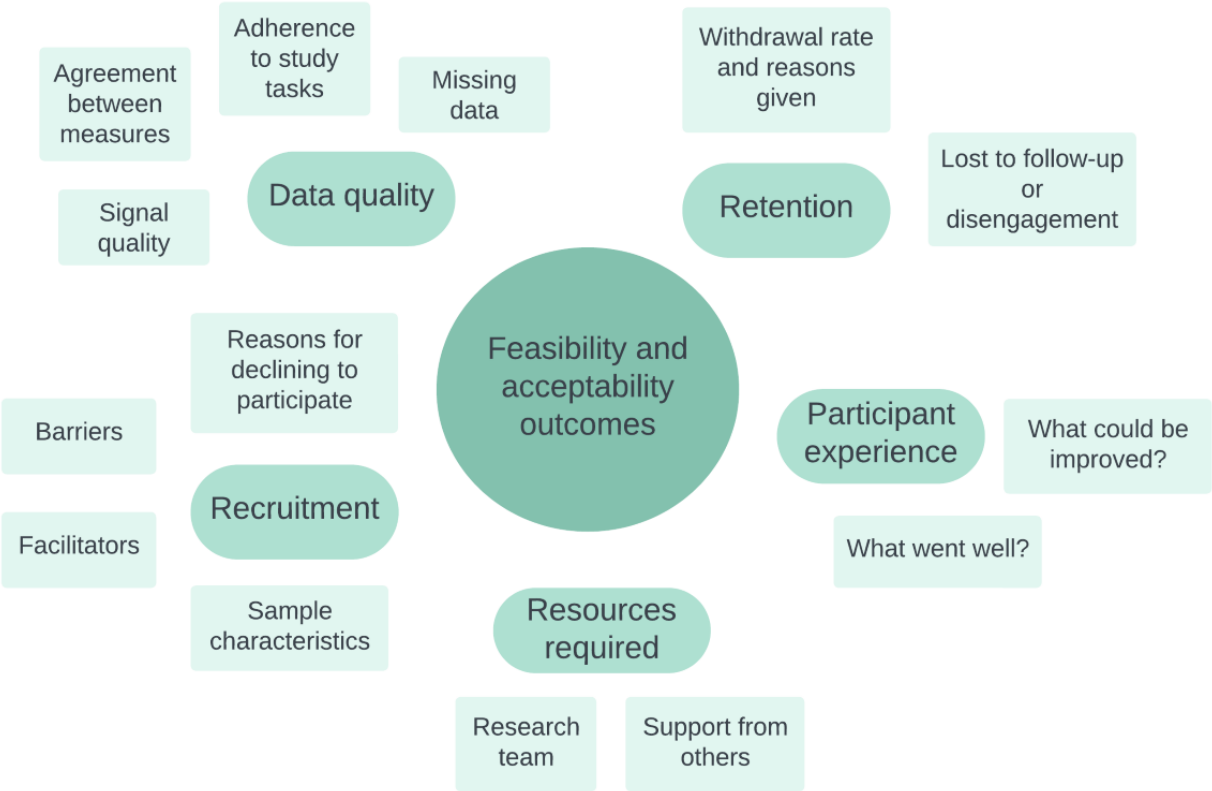 Adherence
to study
tasks
Agreement
between
measures
Missing
data
Signal
quality
Data quality
Withdrawal rate
and reasons
given
Lost to follow-up
or
disengagement
Retention
Feasibility and
acceptability
outcomes
Reasons for
declining to
participate
Barriers
Facilitators
Recruitment
Sample
characteristics
Participant
experience
What could be
improved?
What went well?
Resources
required
Research
team
Support from
others